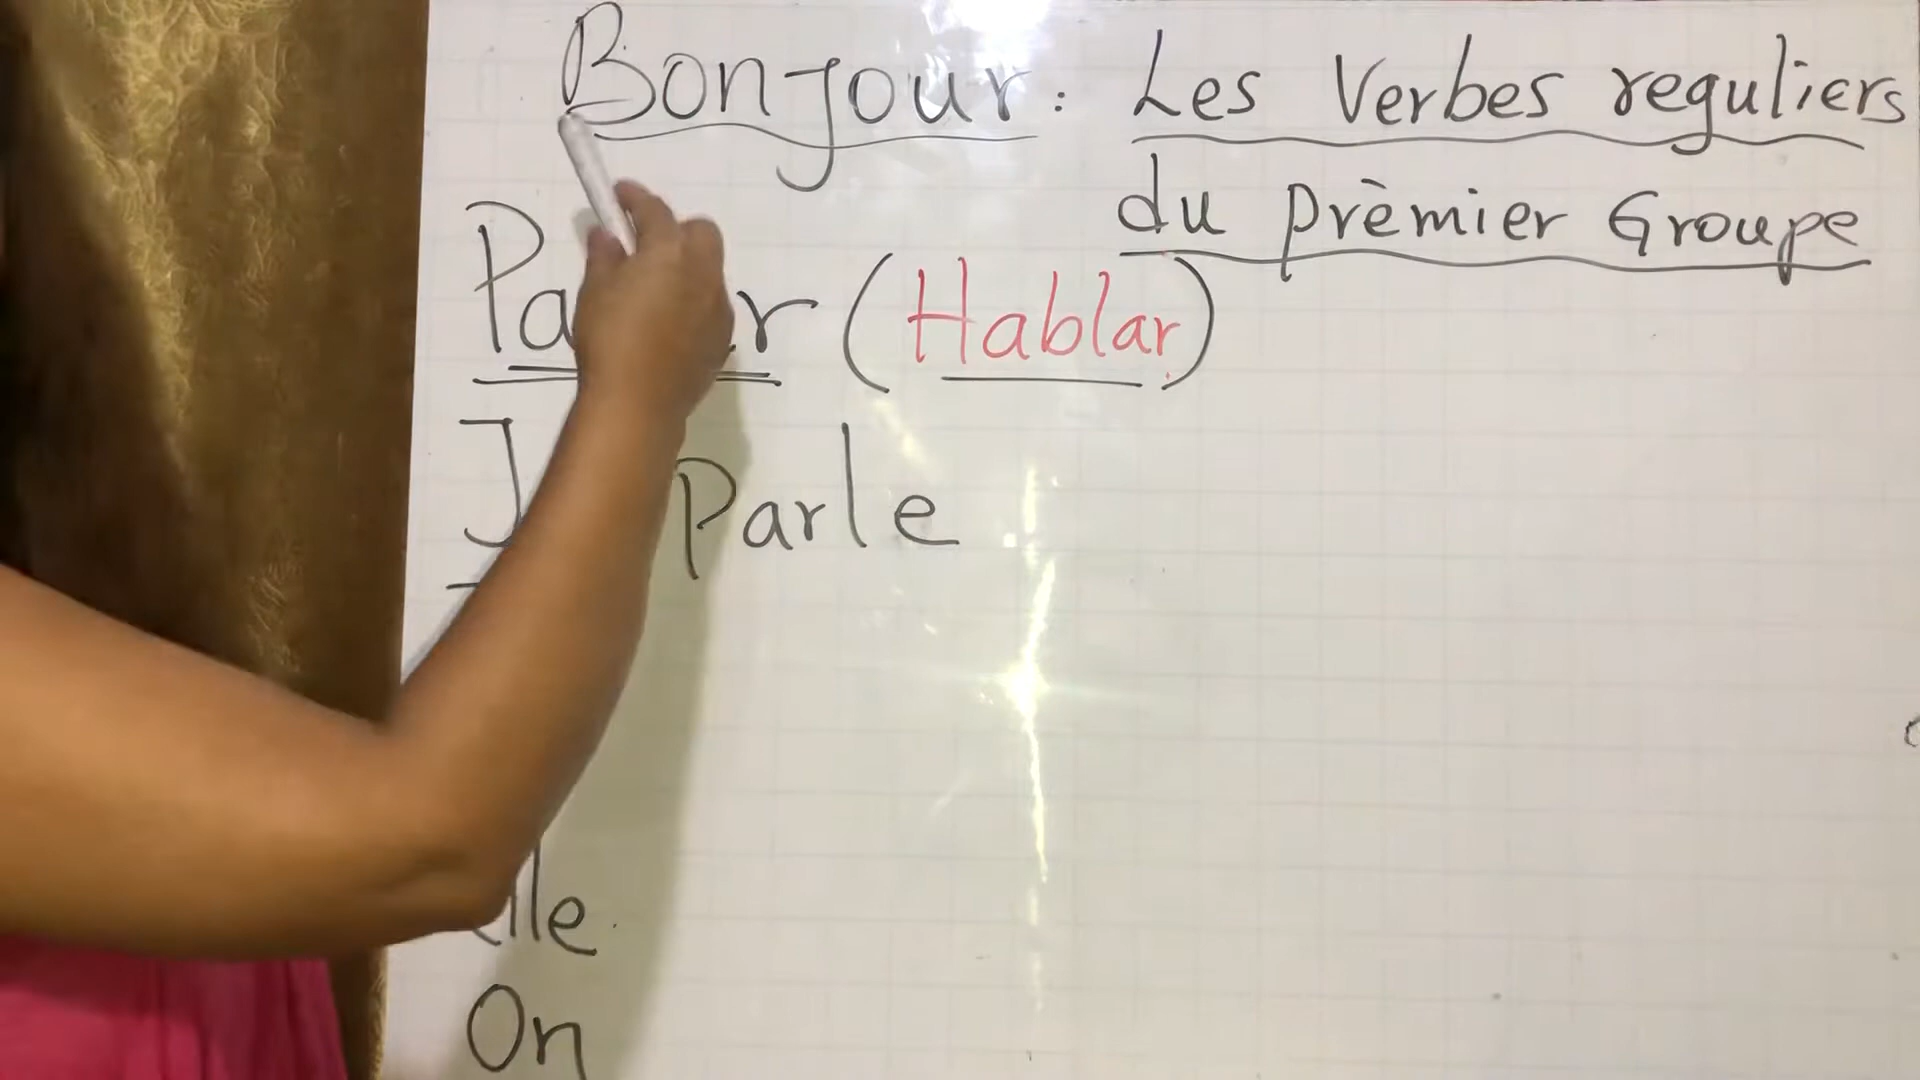 Bonjour: Les Verbes reguliers
du prèmier Groupe
(Hablar)
Parle
On